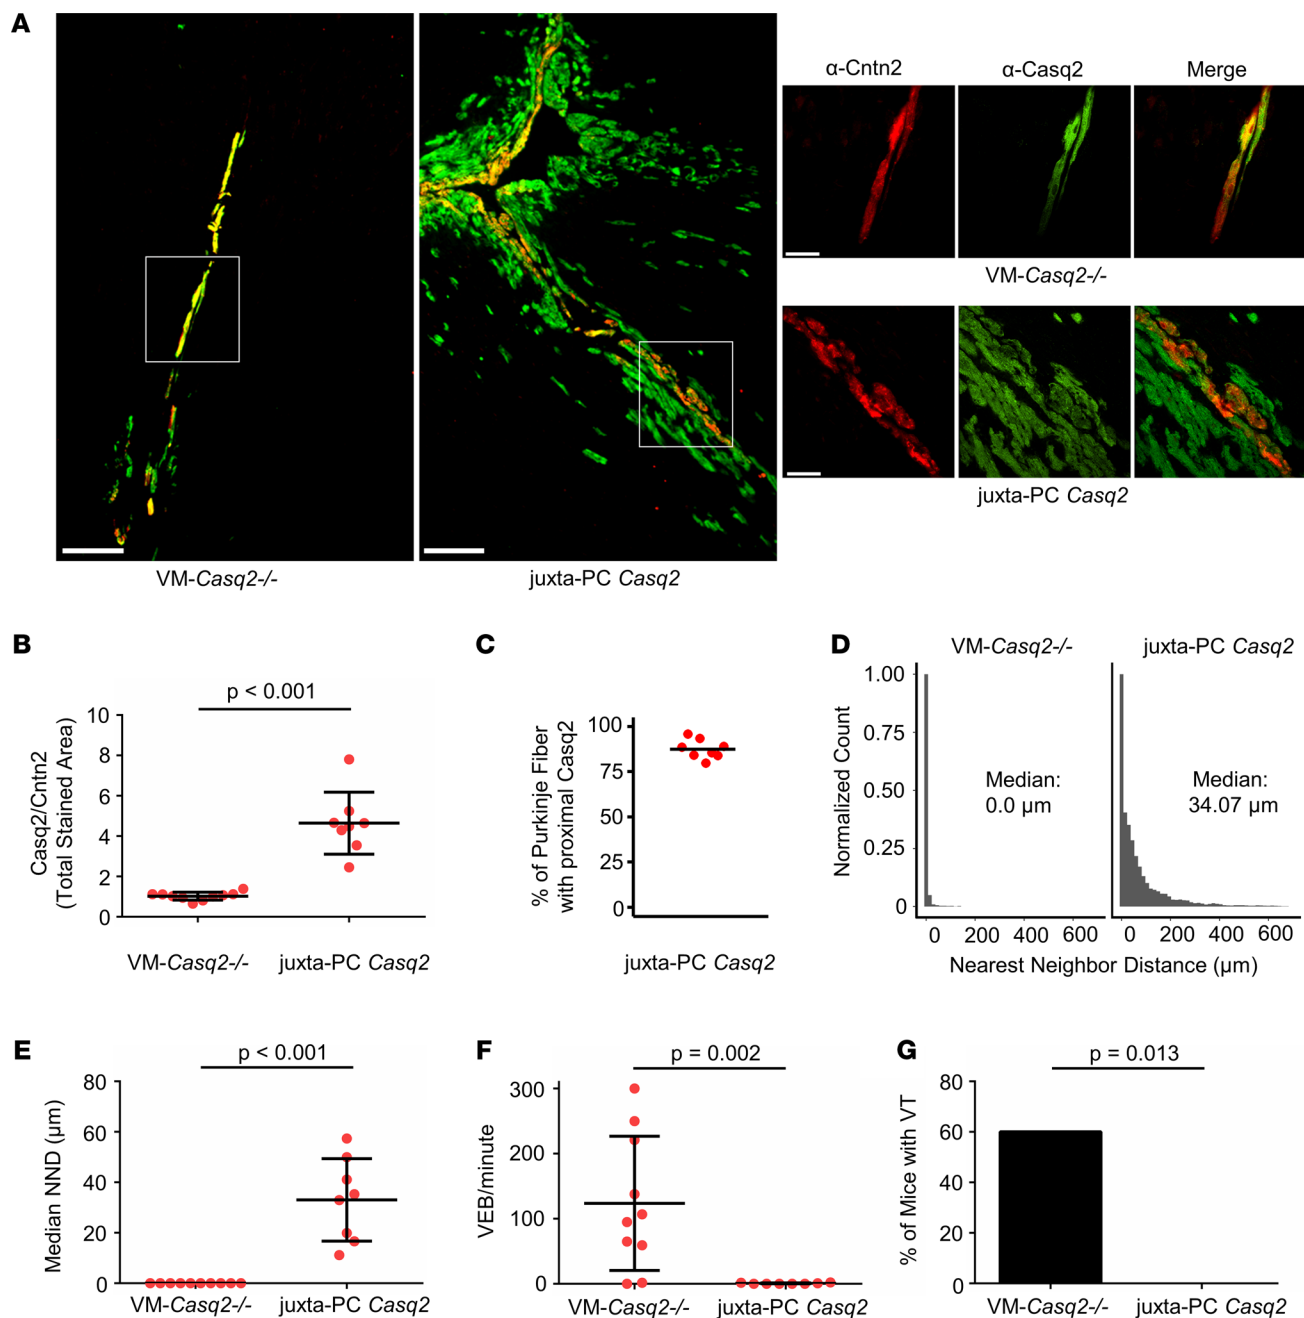 A
VM-Casq2-/-
juxta-PC Casq2
α-Cntn2
α-Casq2
Merge
VM-Casq2-/-
juxta-PC Casq2
B
p < 0.001
Casq2/Cntn2
(Total Stained Area)
10
8
6
4
2
0
VM-Casq2-/-
juxta-PC Casq2
C
% of Purkinje Fiber
with proximal Casq2
100
75
50
25
0
juxta-PC Casq2
D
VM-Casq2-/-
juxta-PC Casq2
Normalized Count
1.00
0.75
0.50
0.25
0
Median:
0.0 µm
Median:
34.07 µm
0 200 400 600
0 200 400 600
Nearest Neighbor Distance (µm)
E
p < 0.001
Median NND (µm)
80
60
40
20
0
VM-Casq2-/-
juxta-PC Casq2
F
p = 0.002
VEB/minute
300
200
100
0
VM-Casq2-/-
juxta-PC Casq2
G
p = 0.013
% of Mice with VT
80
60
40
20
0
VM-Casq2-/-
juxta-PC Casq2